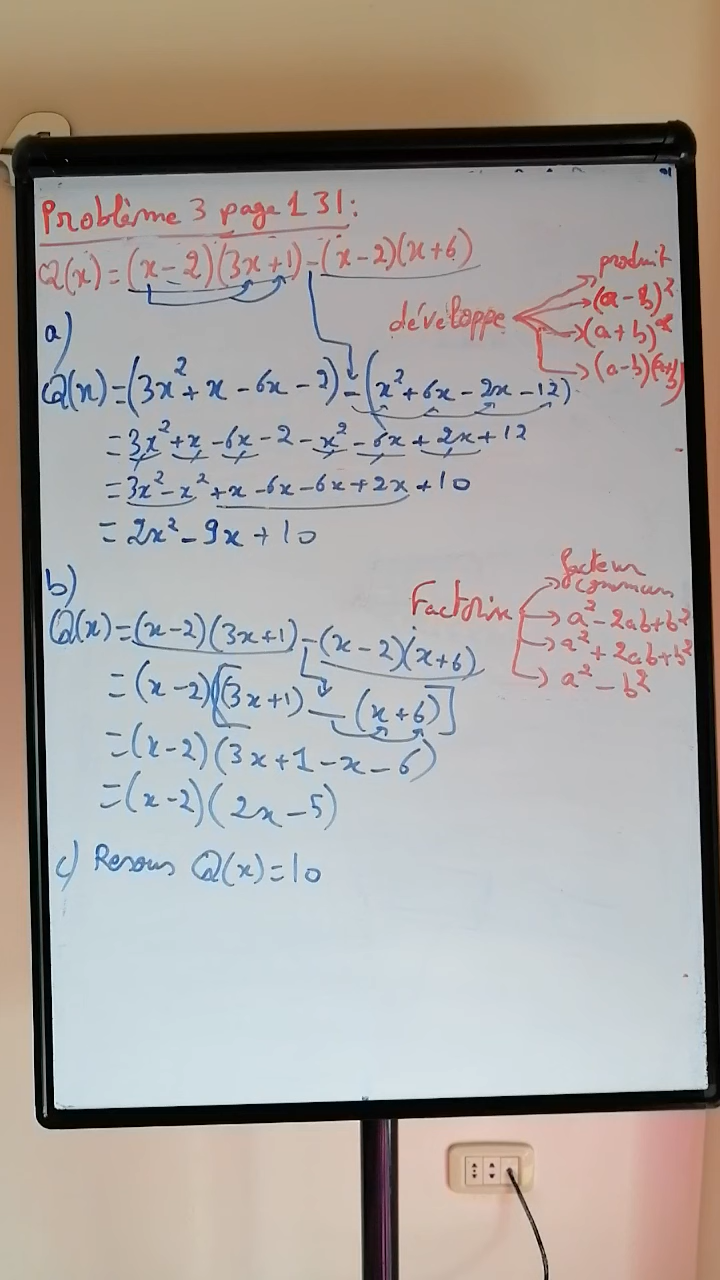 Problème 3 page 131:
Q(x) = (x-2)(3x+1) - (x-2)(x+6)
développe
produit
(a-b)²
(a+b)²
(a-b)(a+b)
a)
Q(x) = (3x² + x - 6x - 2) - (x² + 6x - 2x - 12)
= 3x² + x - 6x - 2 - x² - 6x + 2x + 12
= 3x² - x² + x - 6x - 6x + 2x + 10
= 2x² - 9x + 10
b)
Factorise
facteur
commun
a² - 2ab + b²
a² + 2ab + b²
a² - b²
Q(x) = (x-2)(3x+1) - (x-2)(x+6)
= (x-2)[(3x+1) - (x+6)]
= (x-2)(3x+1-x-6)
= (x-2)(2x-5)
c) Resous Q(x) = 10